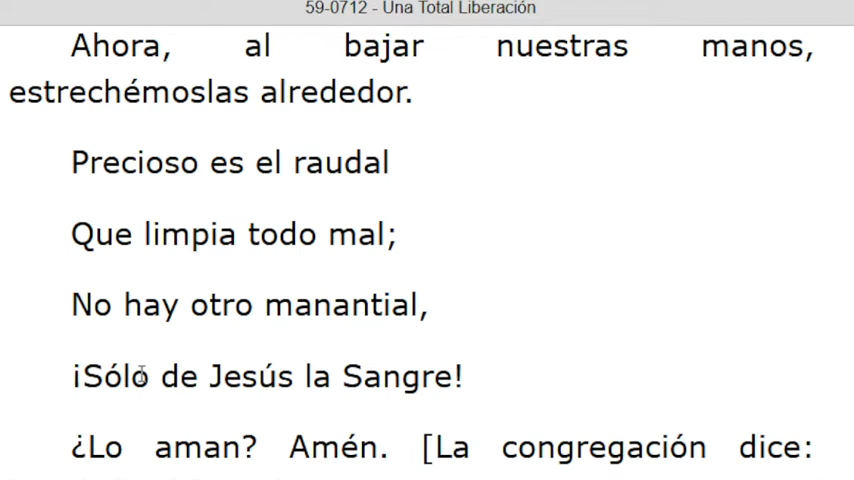 59-0712 - Una Total Liberación
Ahora, al bajar nuestras manos,
estrechémoslas alrededor.
Precioso es el raudal
Que limpia todo mal;
No hay otro manantial,
¡Sólo de Jesús la Sangre!
¿Lo aman? Amén. [La congregación dice: